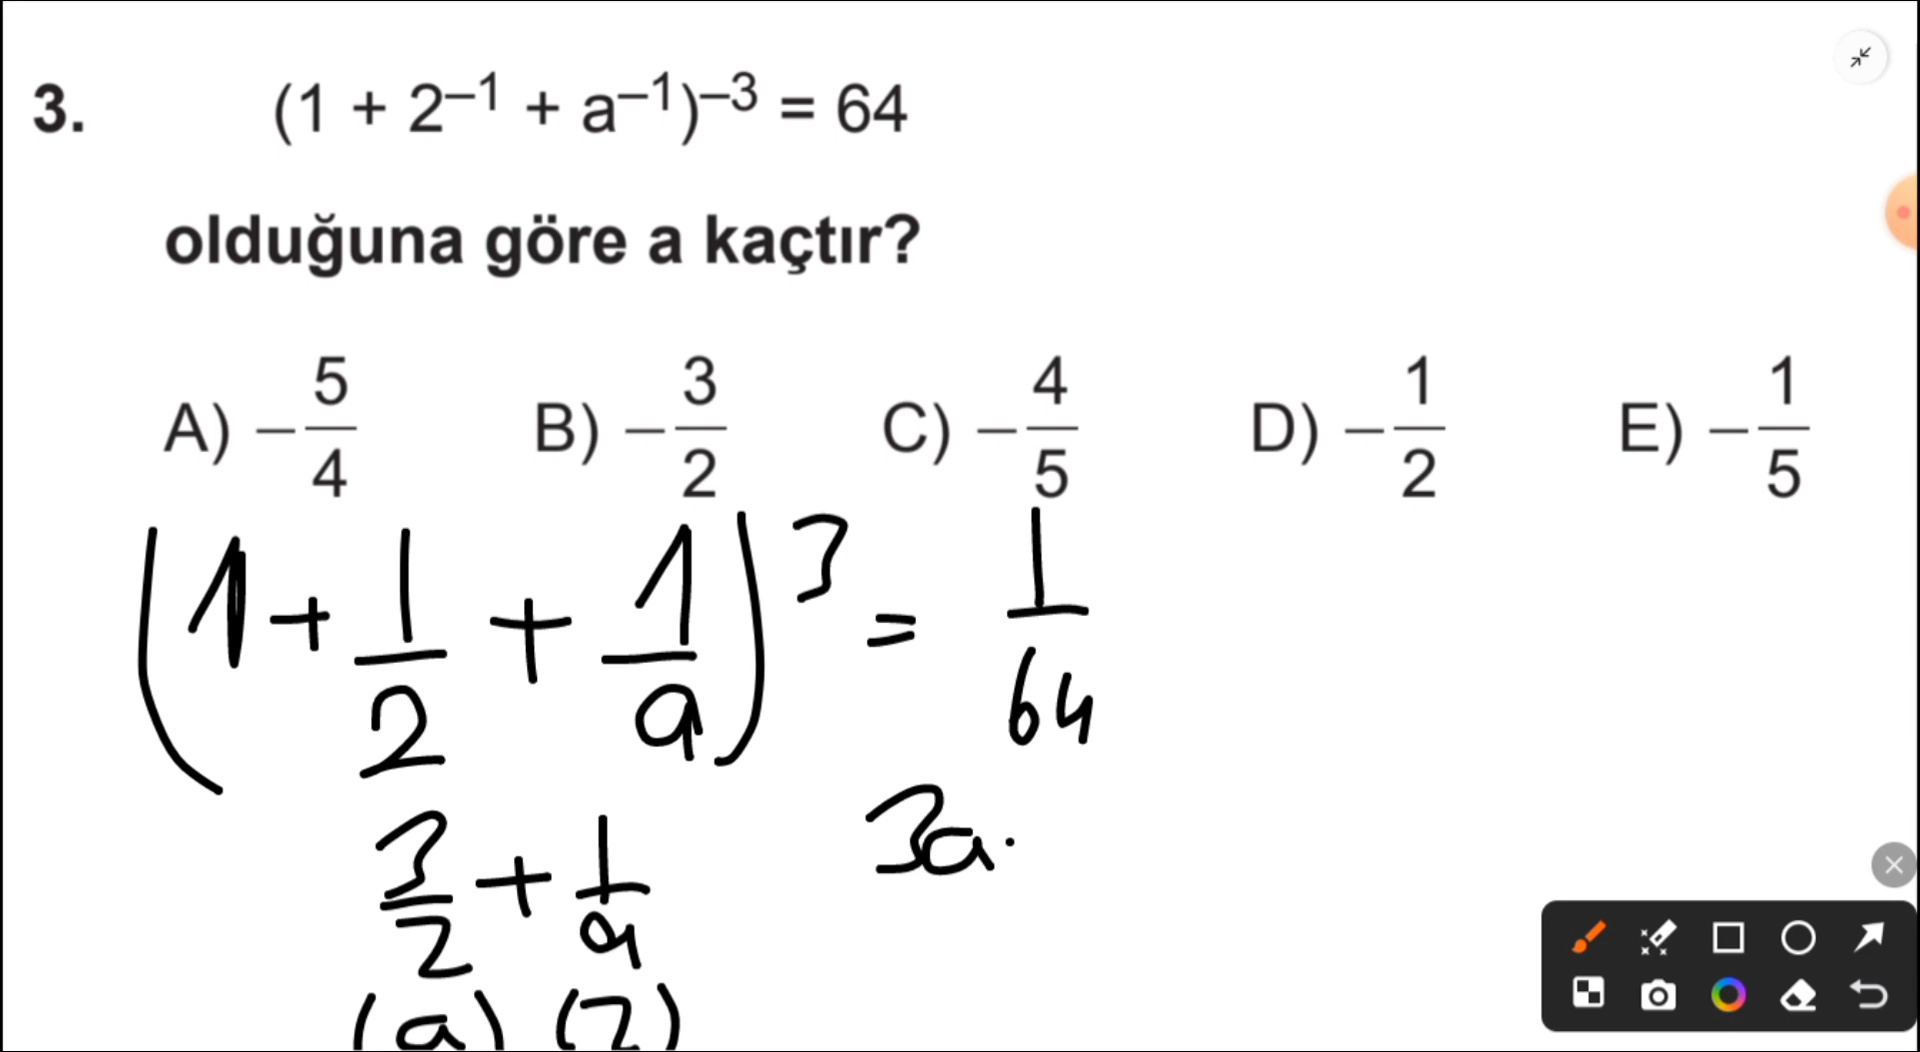 3. (1 + 2⁻¹ + a⁻¹)⁻³ = 64
olduğuna göre a kaçtır?
A) −5/4 B) −3/2 C) −4/5 D) −1/2 E) −1/5
(1 + 1/2 + 1/a)³ = 1/64
3/2 + 1/a 3a·
(a) (2)